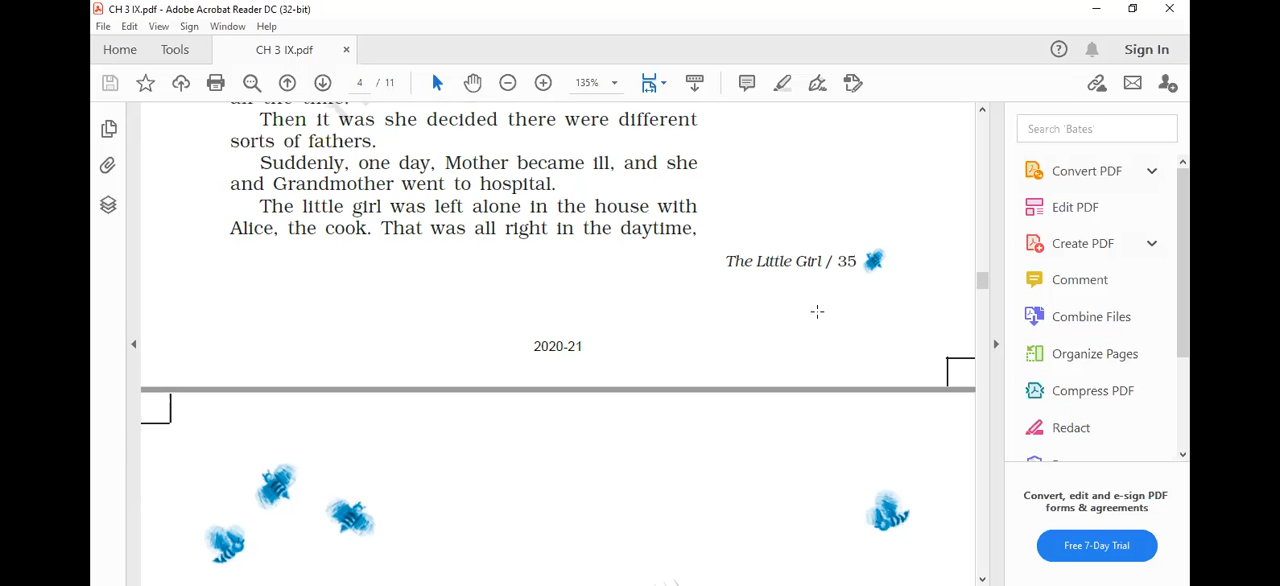 CH 3 IX.pdf - Adobe Acrobat Reader DC (32-bit)
File Edit View Sign Window Help
Home Tools CH 3 IX.pdf × Sign In
4 / 11 135%
all the time.
Then it was she decided there were different
sorts of fathers.
Suddenly, one day, Mother became ill, and she
and Grandmother went to hospital.
The little girl was left alone in the house with
Alice, the cook. That was all right in the daytime,
The Little Girl / 35
2020-21
Search 'Bates'
Convert PDF
Edit PDF
Create PDF
Comment
Combine Files
Organize Pages
Compress PDF
Redact
Convert, edit and e-sign PDF
forms & agreements
Free 7-Day Trial